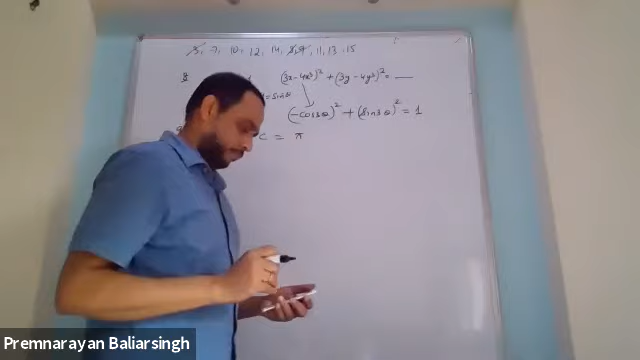 3, 7, 10, 12, 14, 11, 13, 15
(3x-4x³)² + (3y-4y³)² = ___
= sinθ
(-cos3θ)² + (sin3θ)² = 1
C = π
Premnarayan Baliarsingh